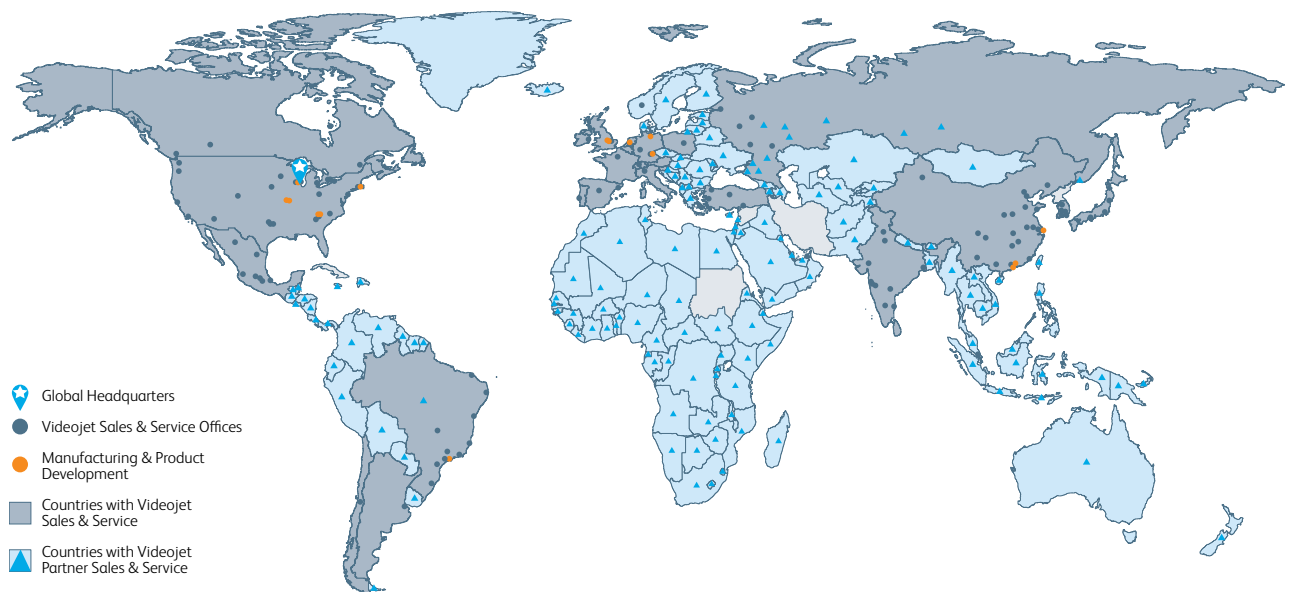 Global Headquarters
Videojet Sales & Service Offices
Manufacturing & Product
Development
Countries with Videojet
Sales & Service
Countries with Videojet
Partner Sales & Service